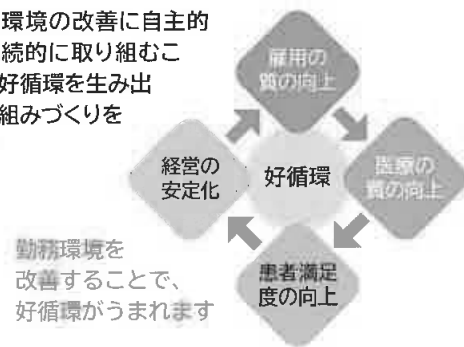 環境の改善に自主的
続的に取り組むこ
好循環を生み出
組みづくりを
雇用の
質の向上
経営の
安定化
好循環
医療の
質の向上
患者満足
度の向上
勤務環境を
改善することで、
好循環がうまれます